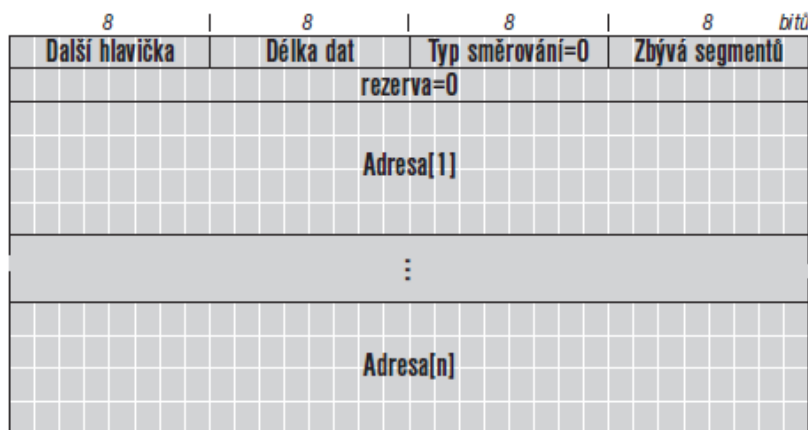 8 8 8 8 bitů
Další hlavička Délka dat Typ směrování=0 Zbývá segmentů
rezerva=0
Adresa[1]
⋮
Adresa[n]